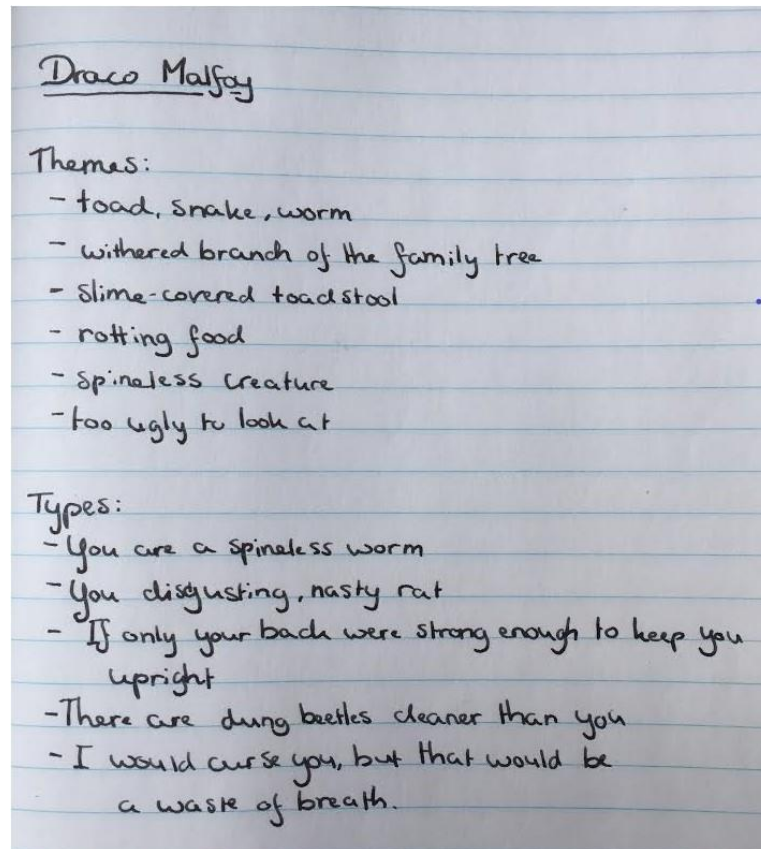 Draco Malfoy
Themes:
- toad, snake, worm
- withered branch of the family tree
- slime-covered toadstool
- rotting food
- spineless creature
- too ugly to look at
Types:
- You are a spineless worm
- You disgusting, nasty rat
- If only your back were strong enough to keep you
upright
- There are dung beetles cleaner than you
- I would curse you, but that would be
a waste of breath.